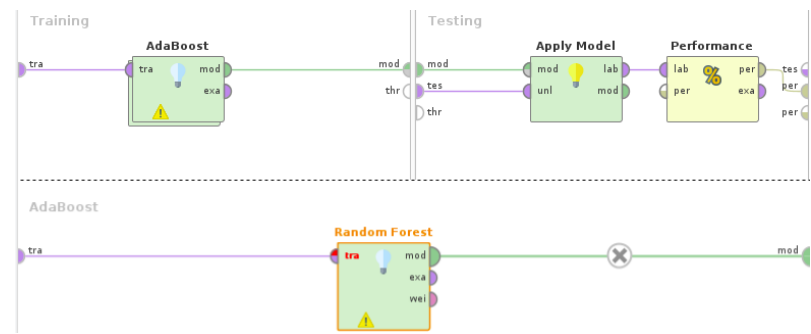 Training
Testing
AdaBoost
Apply Model
Performance
tra
tra
mod
exa
mod
thr
mod
tes
thr
mod
unl
lab
mod
lab
per
%
per
exa
tes
per
per
AdaBoost
Random Forest
tra
tra
mod
exa
wei
mod